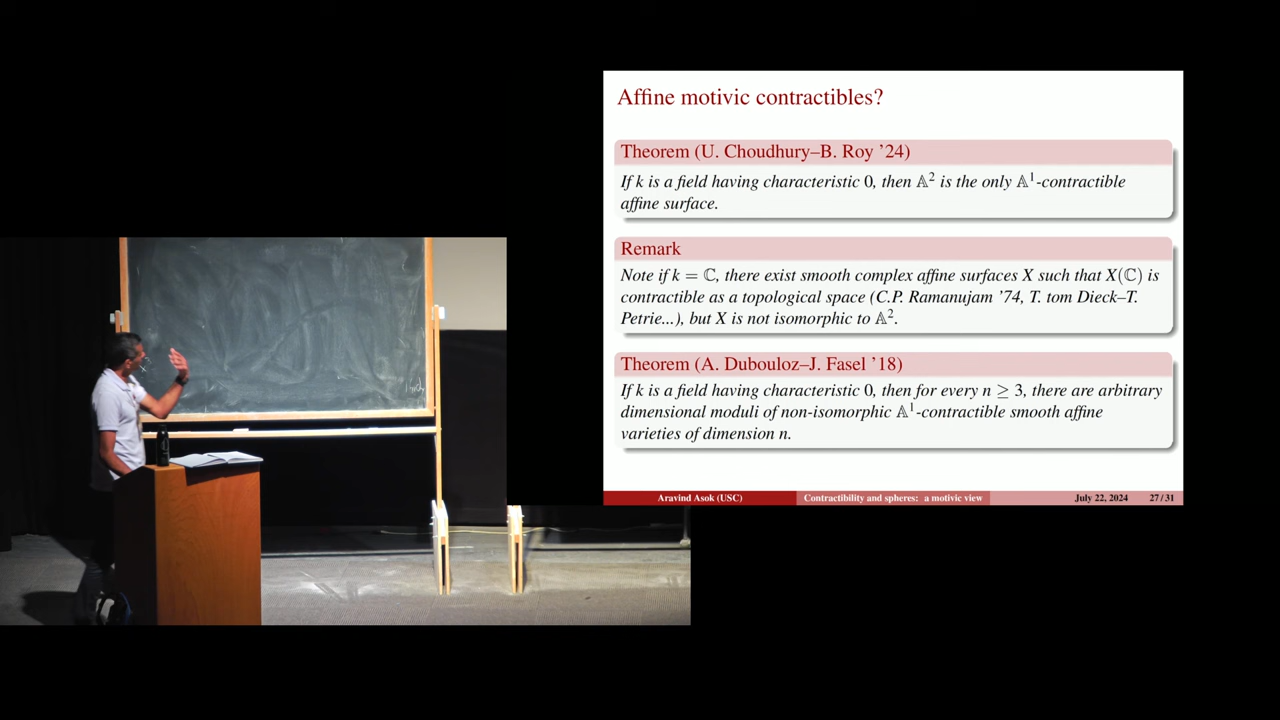 Affine motivic contractibles?
Theorem (U. Choudhury–B. Roy ’24)
If k is a field having characteristic 0, then 𝔸² is the only 𝔸¹-contractible
affine surface.
Remark
Note if k = ℂ, there exist smooth complex affine surfaces X such that X(ℂ) is
contractible as a topological space (C.P. Ramanujam ’74, T. tom Dieck–T.
Petrie...), but X is not isomorphic to 𝔸².
Theorem (A. Dubouloz–J. Fasel ’18)
If k is a field having characteristic 0, then for every n ≥ 3, there are arbitrary
dimensional moduli of non-isomorphic 𝔸¹-contractible smooth affine
varieties of dimension n.
Aravind Asok (USC) Contractibility and spheres: a motivic view July 22, 2024 27 / 31